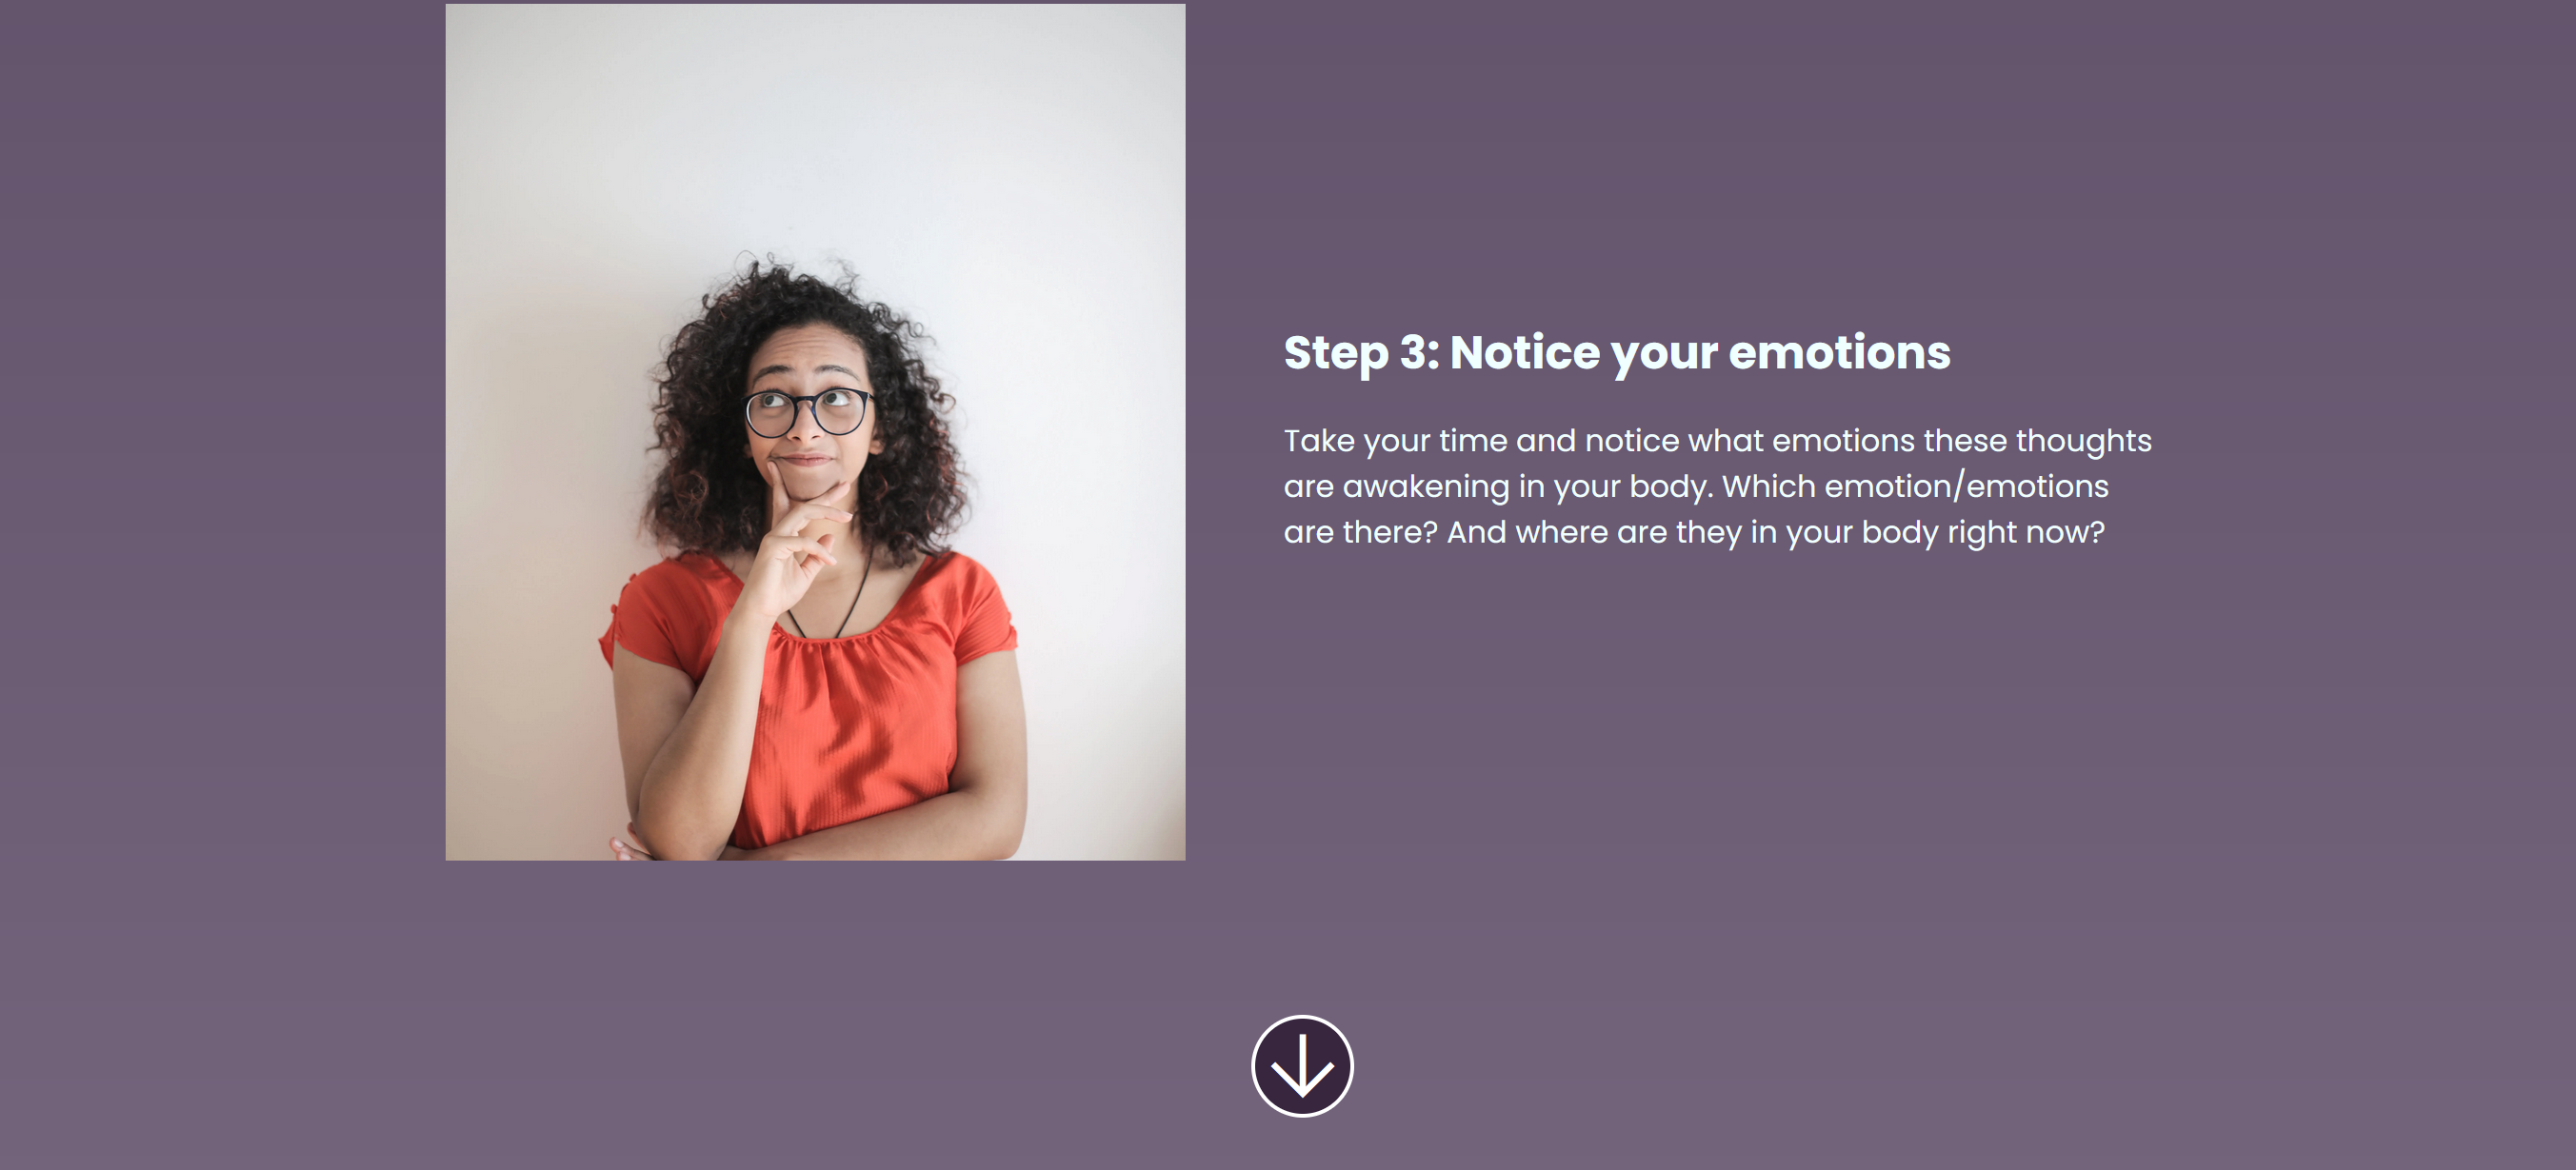 Step 3: Notice your emotions
Take your time and notice what emotions these thoughts
are awakening in your body. Which emotion/emotions
are there? And where are they in your body right now?